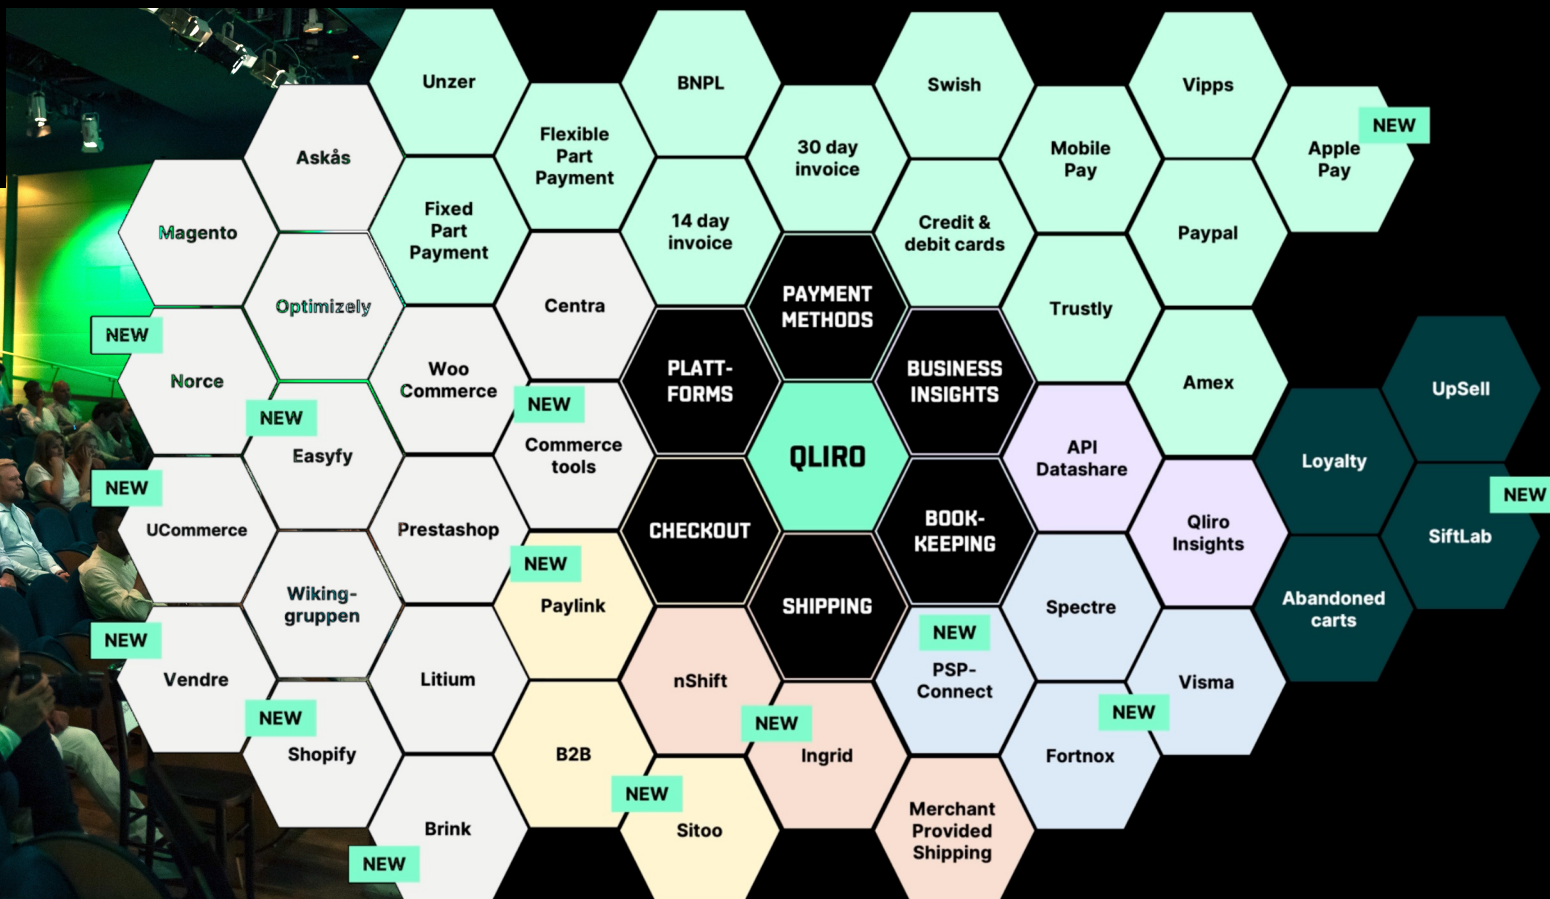 Unzer
BNPL
Swish
Vipps
NEW
Apple
Pay
Askås
Flexible
Part
Payment
30 day
invoice
Mobile
Pay
Magento
Fixed
Part
Payment
14 day
invoice
Credit &
debit cards
Paypal
Optimizely
Centra
PAYMENT
METHODS
Trustly
NEW
Norce
Woo
Commerce
PLATT-
FORMS
BUSINESS
INSIGHTS
Amex
UpSell
NEW
Easyfy
NEW
Commerce
tools
QLIRO
API
Datashare
Loyalty
NEW
UCommerce
Prestashop
CHECKOUT
BOOK-
KEEPING
Qliro
Insights
NEW
SiftLab
Wiking-
gruppen
NEW
Paylink
SHIPPING
Spectre
Abandoned
carts
NEW
Vendre
Litium
nShift
NEW
PSP-
Connect
Visma
NEW
Shopify
B2B
NEW
Ingrid
NEW
Fortnox
Brink
NEW
NEW
Sitoo
Merchant
Provided
Shipping